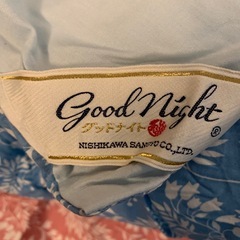 Good Night
グッドナイト
®
NISHIKAWA SANGYO CO., LTD.